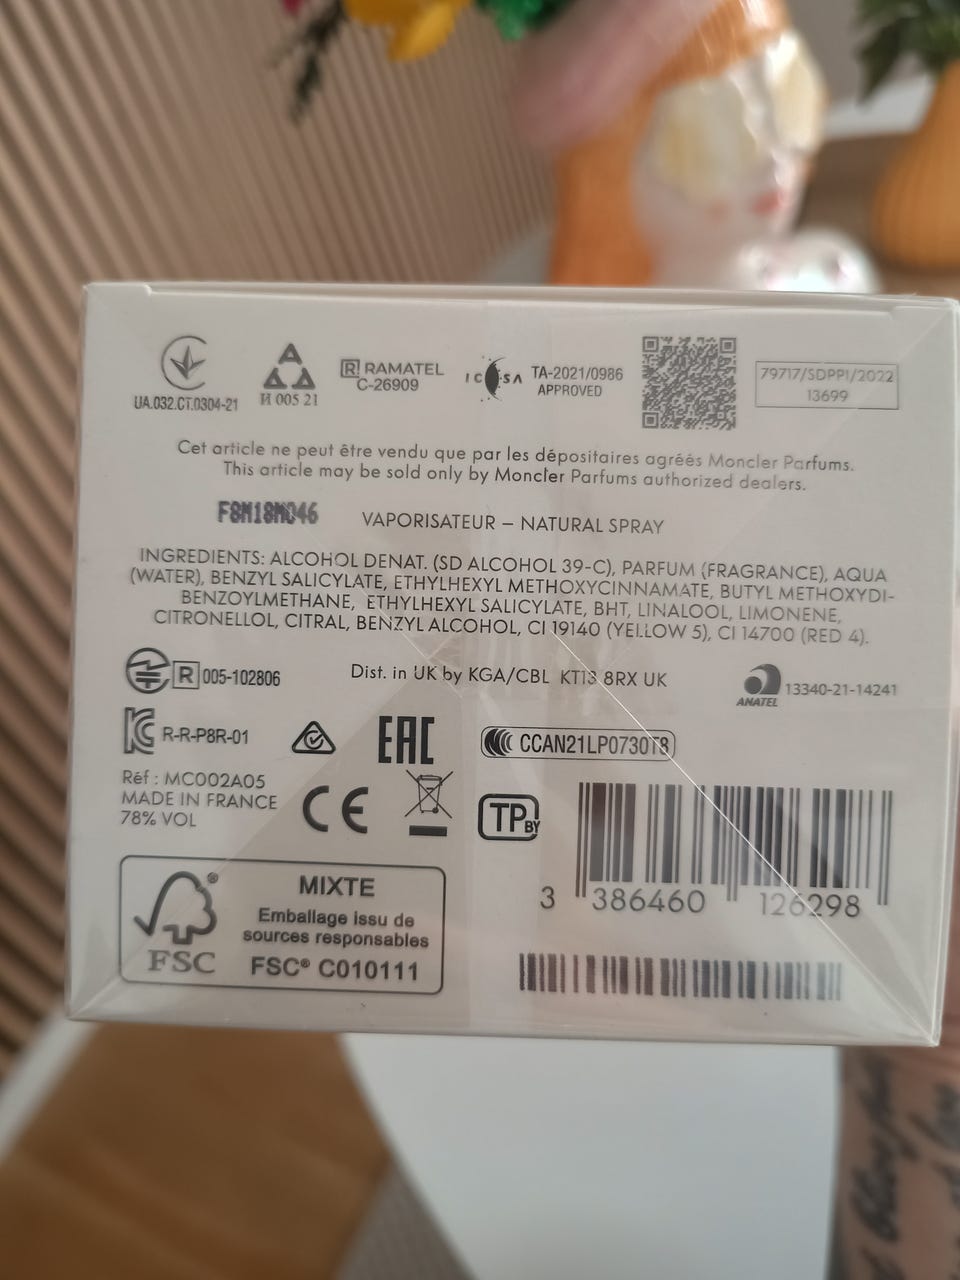 UA.032.CT.0304-21
И 005 21
R RAMATEL
C-26909
ICASA
TA-2021/0986
APPROVED
79717/SDPPI/2022
13699
Cet article ne peut être vendu que par les dépositaires agréés Moncler Parfums.
This article may be sold only by Moncler Parfums authorized dealers.
F8M18M046
VAPORISATEUR – NATURAL SPRAY
INGREDIENTS: ALCOHOL DENAT. (SD ALCOHOL 39-C), PARFUM (FRAGRANCE), AQUA
(WATER), BENZYL SALICYLATE, ETHYLHEXYL METHOXYCINNAMATE, BUTYL METHOXYDI-
BENZOYLMETHANE, ETHYLHEXYL SALICYLATE, BHT, LINALOOL, LIMONENE,
CITRONELLOL, CITRAL, BENZYL ALCOHOL, CI 19140 (YELLOW 5), CI 14700 (RED 4).
R 005-102806
Dist. in UK by KGA/CBL KT13 8RX UK
ANATEL
13340-21-14241
R-R-P8R-01
EAC
CCAN21LP0730T8
Réf : MC002A05
MADE IN FRANCE
78% VOL
CE
TP BY
3 386460 126298
MIXTE
Emballage issu de
sources responsables
FSC® C010111
® FSC